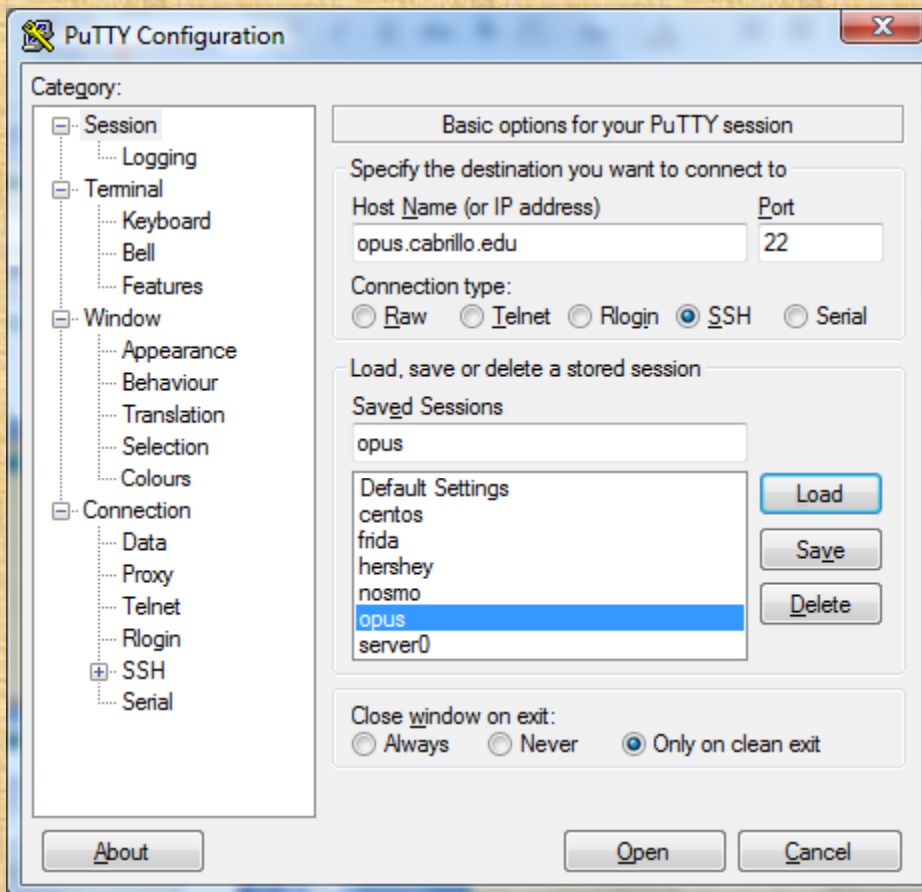 PuTTY Configuration
X
Category:
Session
Logging
Terminal
Keyboard
Bell
Features
Window
Appearance
Behaviour
Translation
Selection
Colours
Connection
Data
Proxy
Telnet
Rlogin
SSH
Serial
Basic options for your PuTTY session
Specify the destination you want to connect to
Host Name (or IP address) Port
opus.cabrillo.edu 22
Connection type:
Raw Telnet Rlogin SSH Serial
Load, save or delete a stored session
Saved Sessions
opus
Default Settings
centos
frida
hershey
nosmo
opus
server0
Load
Save
Delete
Close window on exit:
Always Never Only on clean exit
About Open Cancel